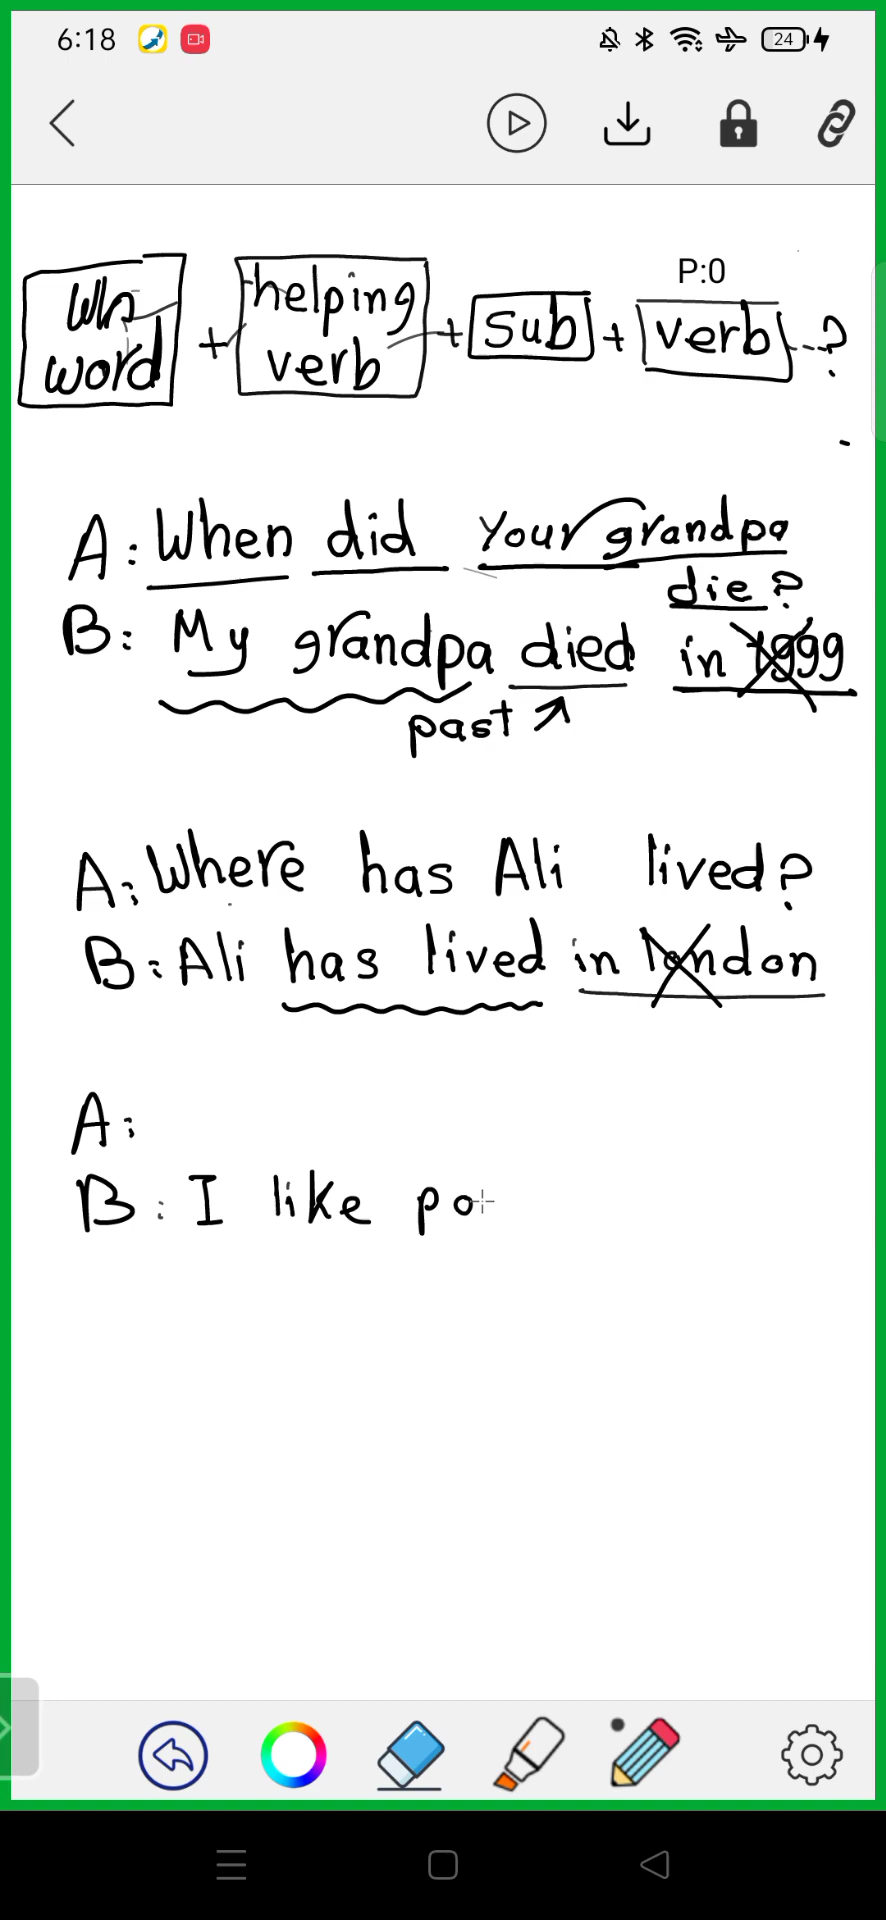 6:18 24
P:0
Wh word + helping verb + sub + verb ---?
A: When did your grandpa
die?
B: My grandpa died in 1999
past
A: Where has Ali lived?
B: Ali has lived in london
A:
B: I like po